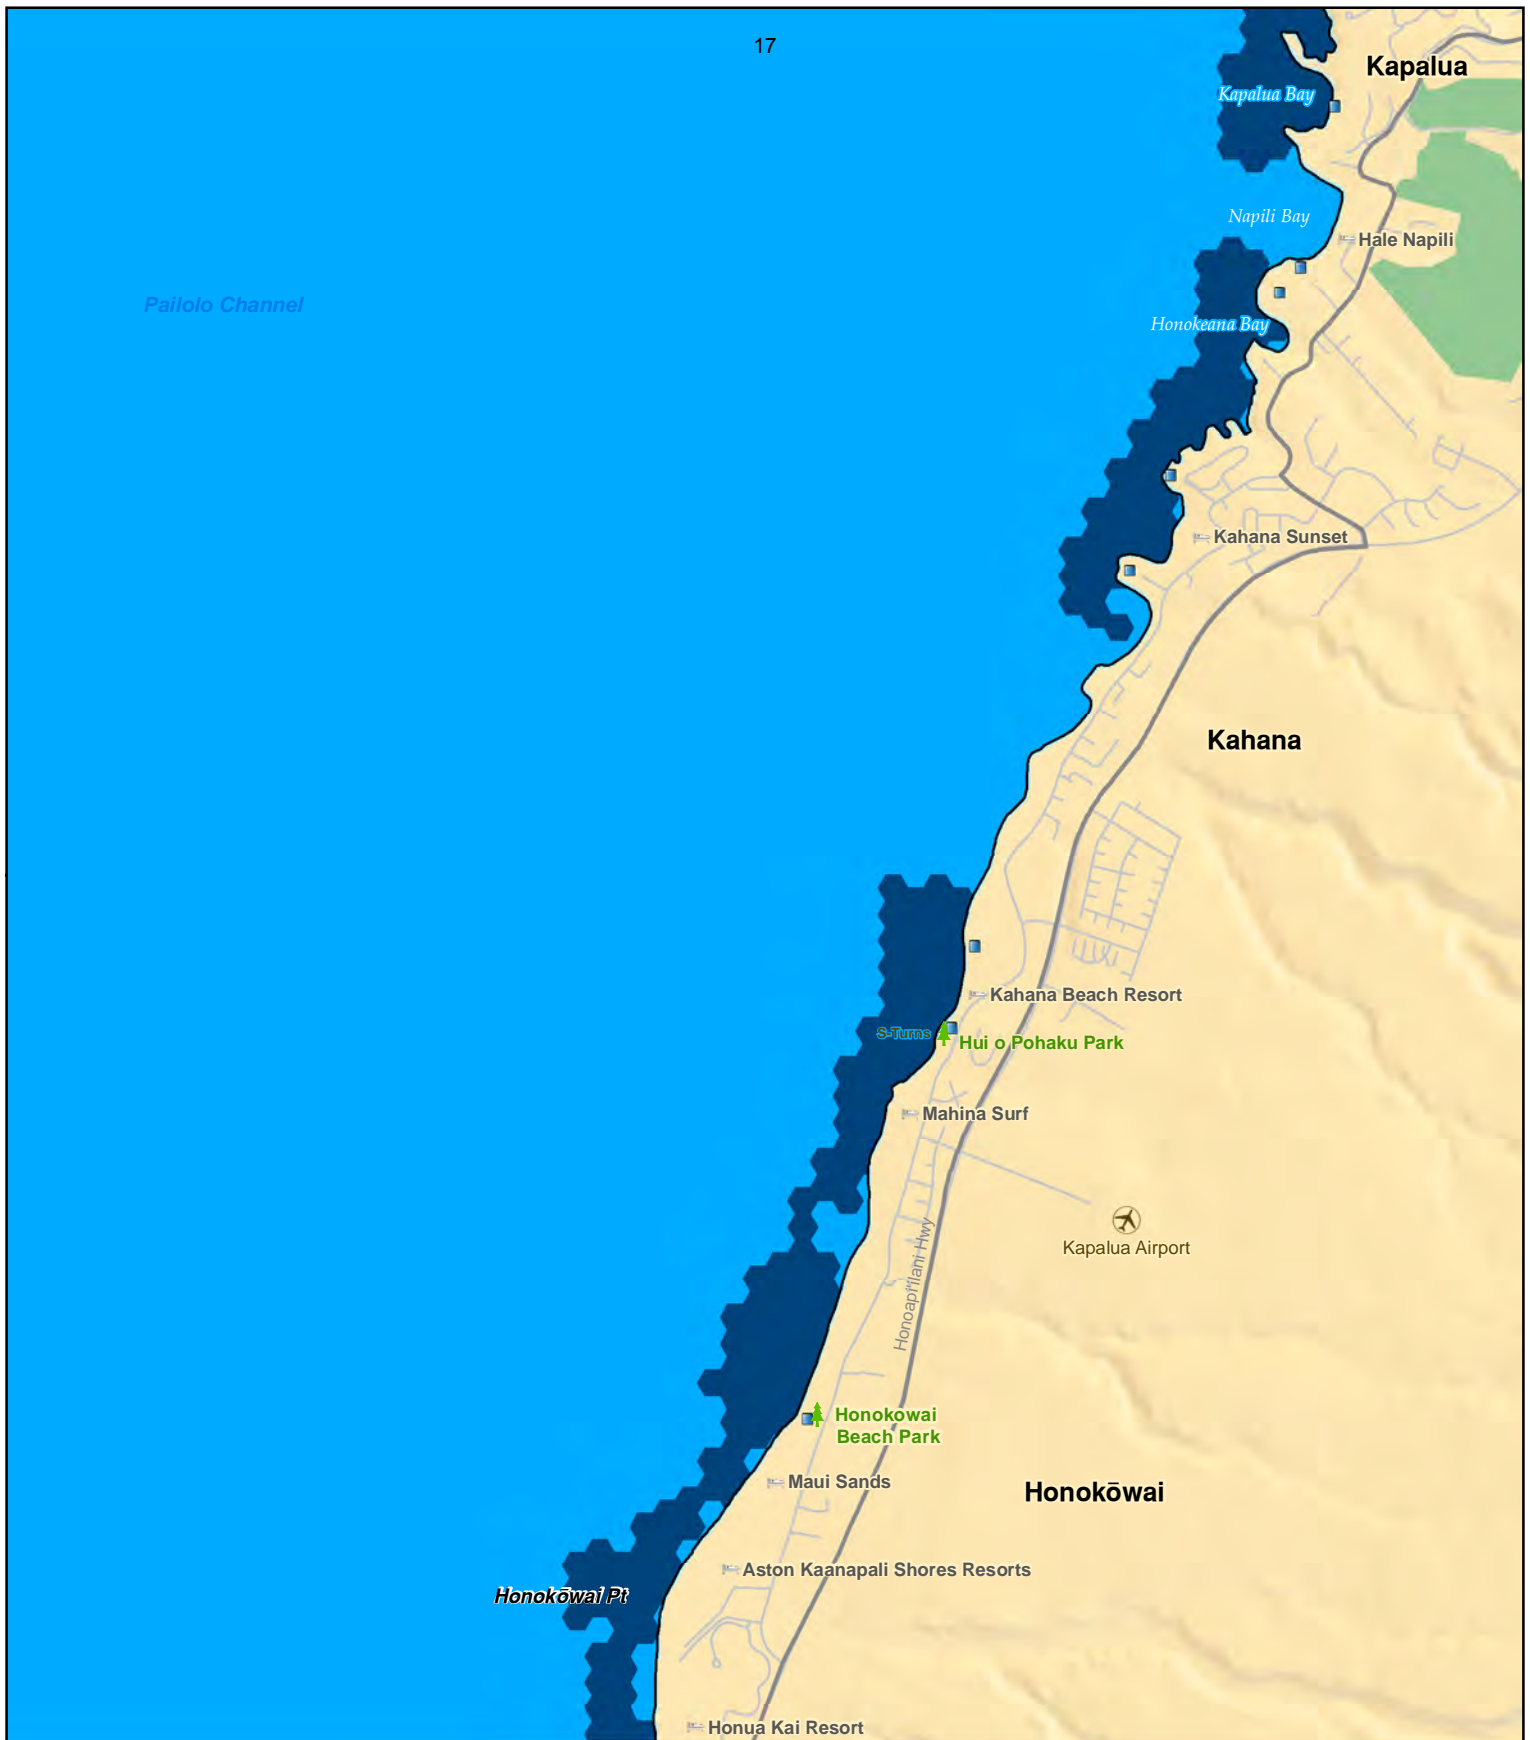 17
Kapalua
Kapalua Bay
Napili Bay
Hale Napili
Pailolo Channel
Honokeana Bay
Kahana Sunset
Kahana
Kahana Beach Resort
S-Turns
Hui o Pohaku Park
Mahina Surf
Kapalua Airport
Honoapi'ilani Hwy
Honokowai
Beach Park
Maui Sands
Honokōwai
Aston Kaanapali Shores Resorts
Honokōwai Pt
Honua Kai Resort